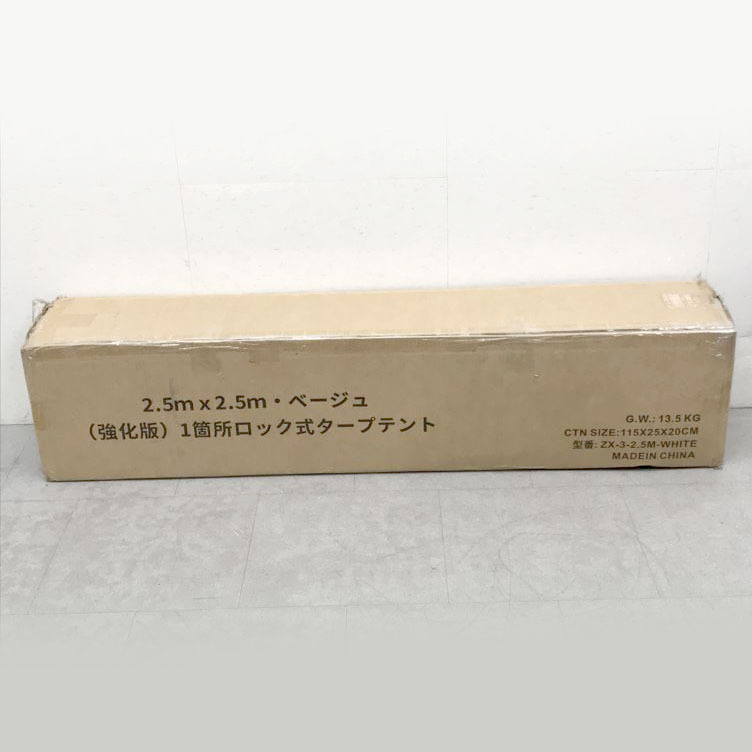 2.5m x 2.5m・ベージュ
（強化版）1箇所ロック式タープテント
G.W.: 13.5 KG
CTN SIZE:115X25X20CM
型番: ZX-3-2.5M-WHITE
MADEIN CHINA